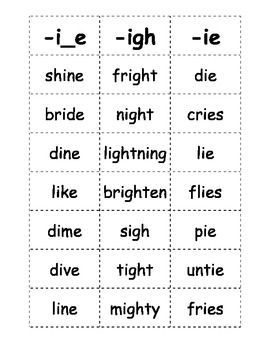 -i_e -igh -ie
shine fright die
bride night cries
dine lightning lie
like brighten flies
dime sigh pie
dive tight untie
line mighty fries